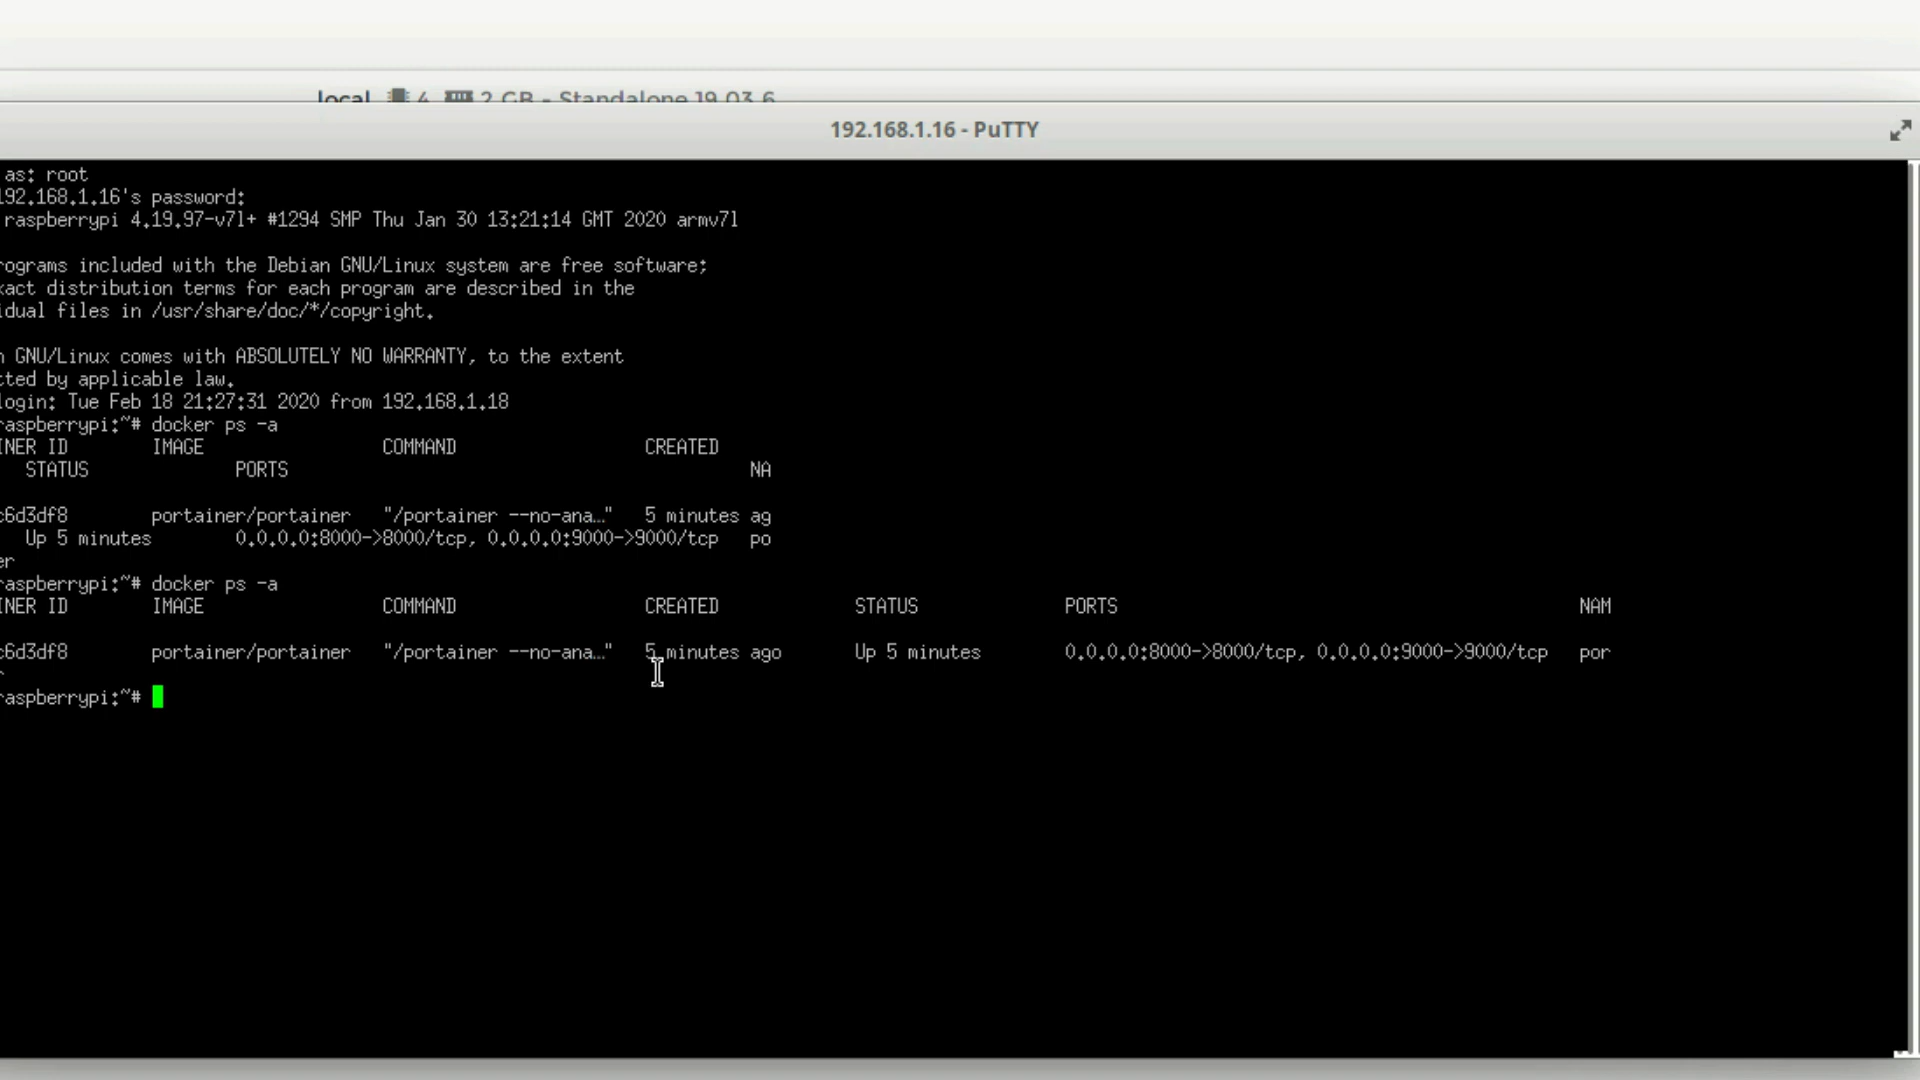 local 4 2 GB - Standalone 19.03.6
192.168.1.16 - PuTTY
as: root
192.168.1.16's password:
raspberrypi 4.19.97-v7l+ #1294 SMP Thu Jan 30 13:21:14 GMT 2020 armv7l
rograms included with the Debian GNU/Linux system are free software;
xact distribution terms for each program are described in the
idual files in /usr/share/doc/*/copyright.
n GNU/Linux comes with ABSOLUTELY NO WARRANTY, to the extent
tted by applicable law.
login: Tue Feb 18 21:27:31 2020 from 192.168.1.18
raspberrypi:~# docker ps -a
INER ID IMAGE COMMAND CREATED
STATUS PORTS NA
c6d3df8 portainer/portainer "/portainer --no-ana…" 5 minutes ag
Up 5 minutes 0.0.0.0:8000->8000/tcp, 0.0.0.0:9000->9000/tcp po
er
raspberrypi:~# docker ps -a
INER ID IMAGE COMMAND CREATED STATUS PORTS NAM
c6d3df8 portainer/portainer "/portainer --no-ana…" 5 minutes ago Up 5 minutes 0.0.0.0:8000->8000/tcp, 0.0.0.0:9000->9000/tcp por
raspberrypi:~#